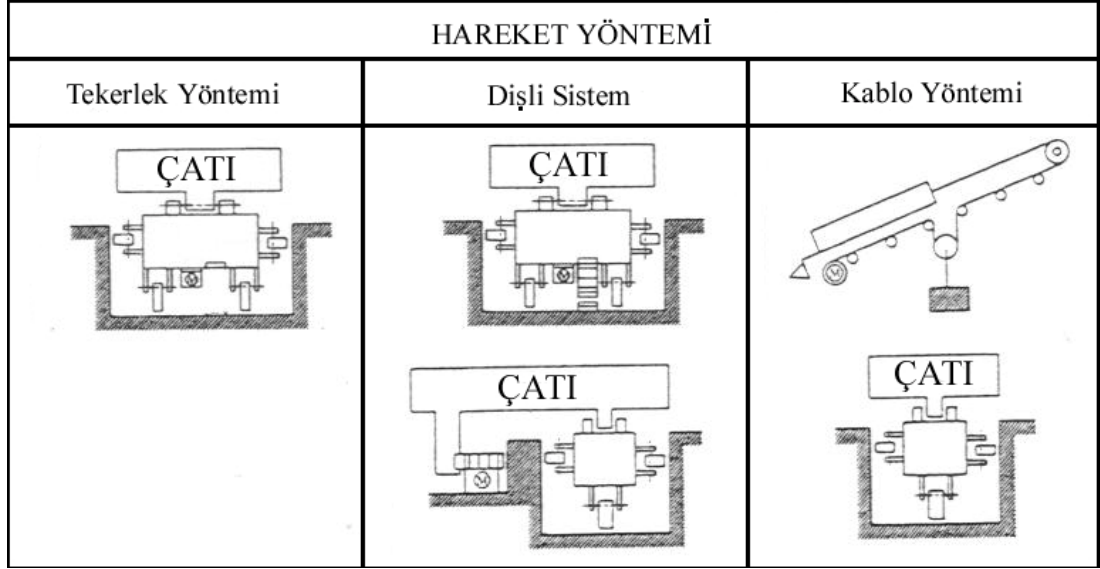 HAREKET YÖNTEMİ
Tekerlek Yöntemi
Dişli Sistem
Kablo Yöntemi
ÇATI
ÇATI
ÇATI
ÇATI